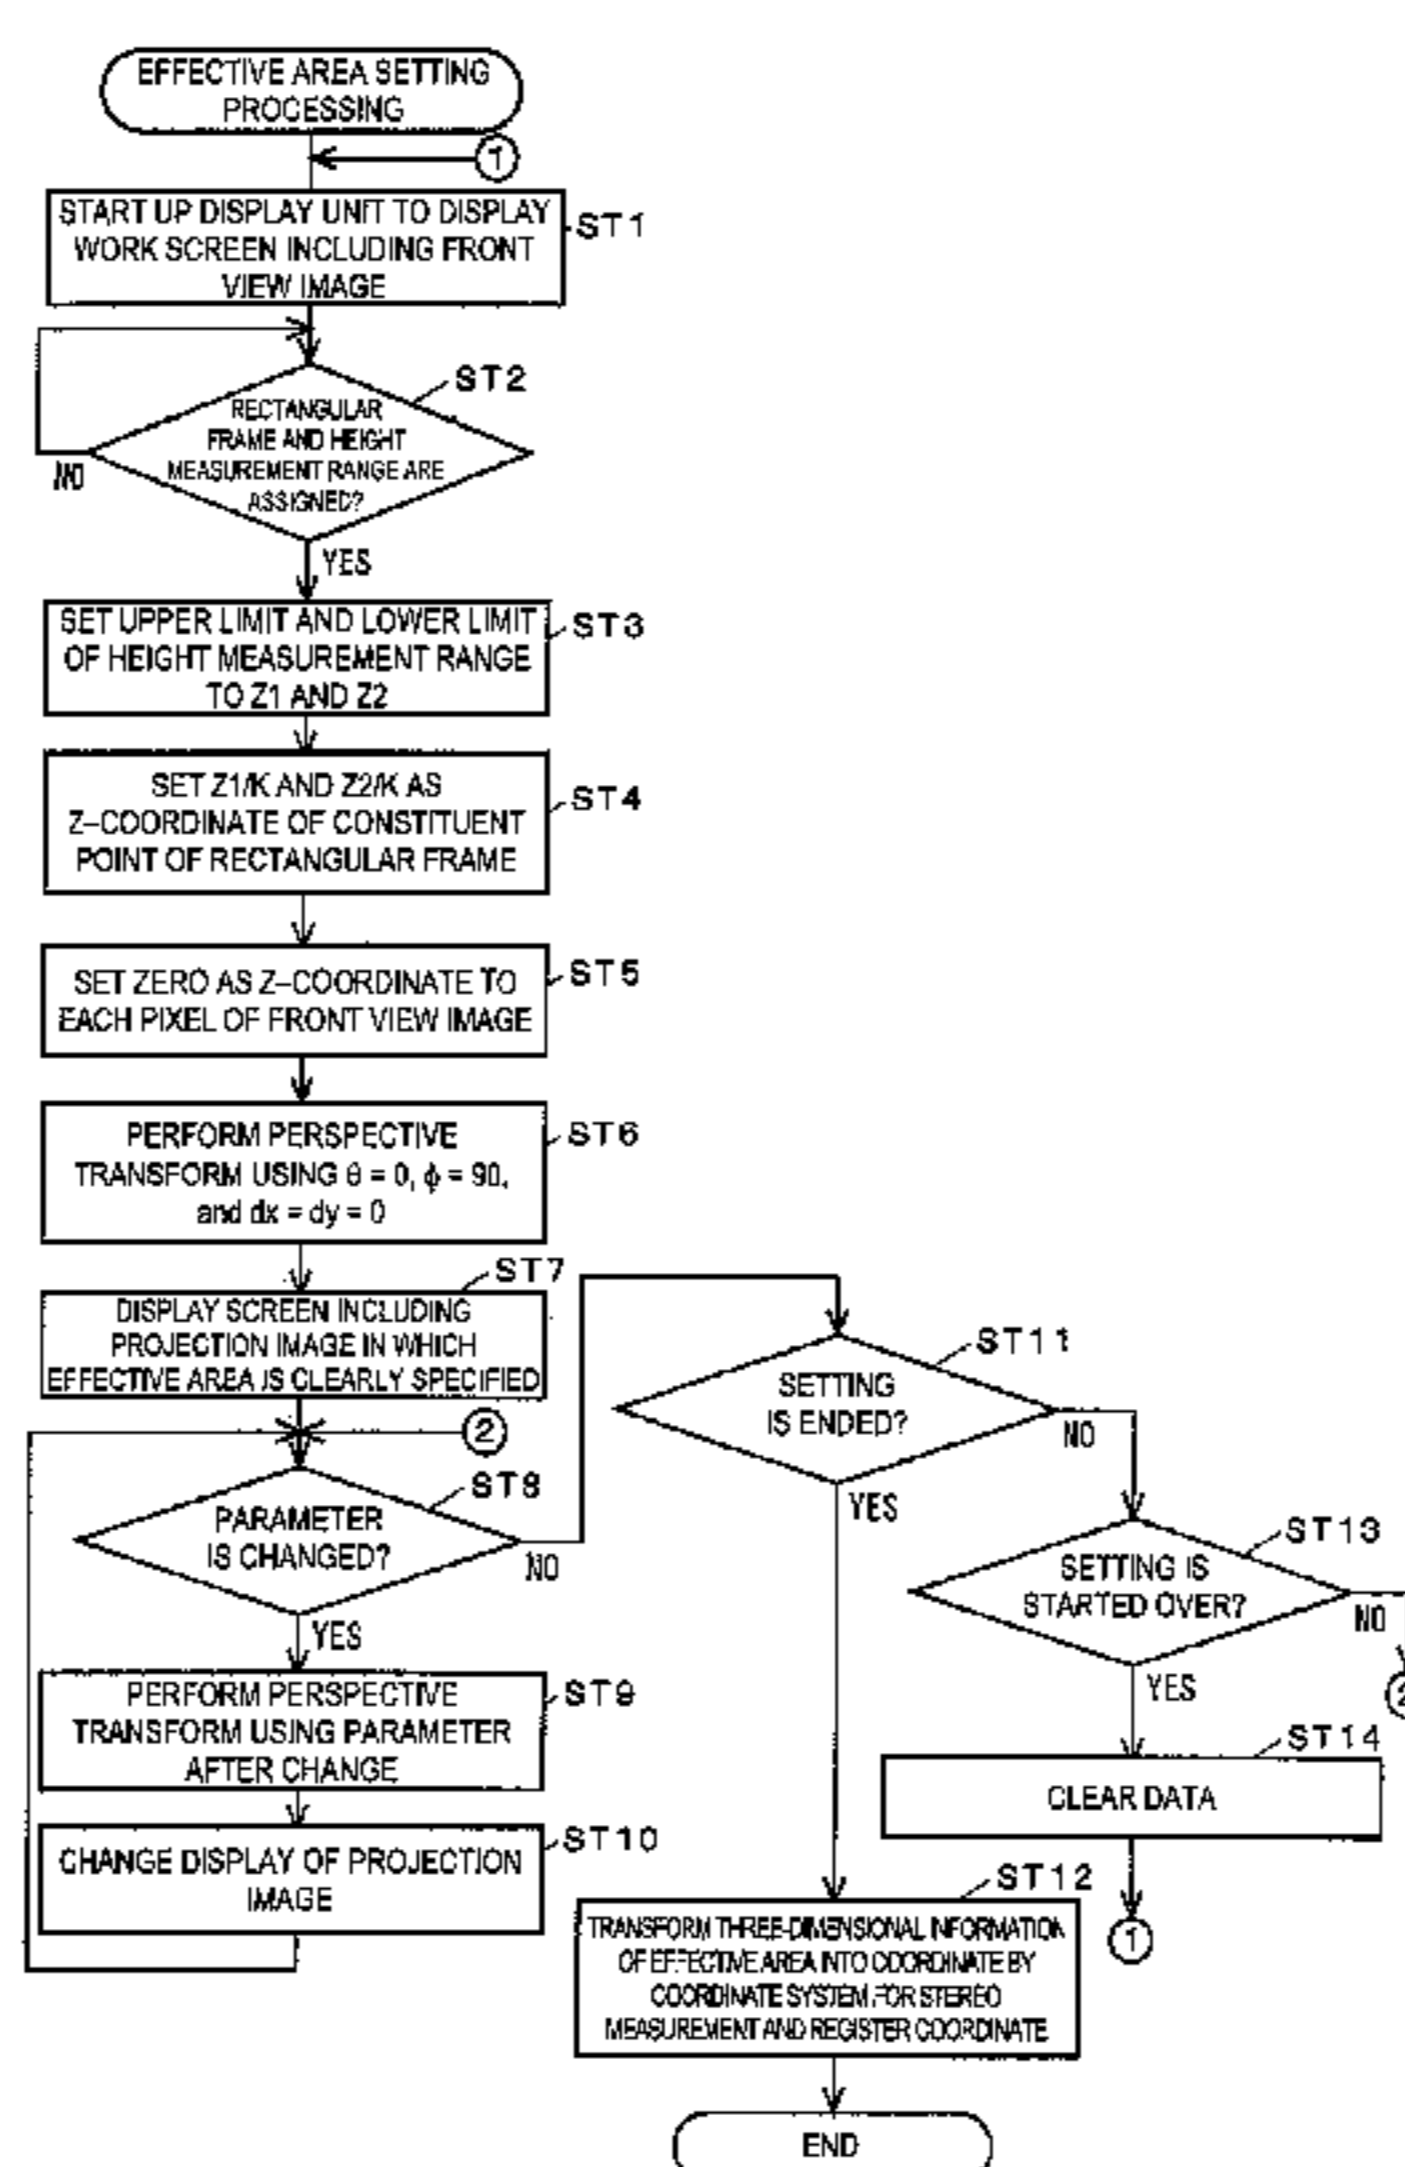 EFFECTIVE AREA SETTING
PROCESSING
1
START UP DISPLAY UNIT TO DISPLAY
WORK SCREEN INCLUDING FRONT
VIEW IMAGE
ST1
ST2
RECTANGULAR
FRAME AND HEIGHT
MEASUREMENT RANGE ARE
ASSIGNED?
NO
YES
SET UPPER LIMIT AND LOWER LIMIT
OF HEIGHT MEASUREMENT RANGE
TO Z1 AND Z2
ST3
SET Z1/K AND Z2/K AS
Z-COORDINATE OF CONSTITUENT
POINT OF RECTANGULAR FRAME
ST4
SET ZERO AS Z-COORDINATE TO
EACH PIXEL OF FRONT VIEW IMAGE
ST5
PERFORM PERSPECTIVE
TRANSFORM USING θ = 0, ϕ = 90,
and dx = dy = 0
ST6
ST7
DISPLAY SCREEN INCLUDING
PROJECTION IMAGE IN WHICH
EFFECTIVE AREA IS CLEARLY SPECIFIED
2
ST8
PARAMETER
IS CHANGED?
NO
YES
PERFORM PERSPECTIVE
TRANSFORM USING PARAMETER
AFTER CHANGE
ST9
CHANGE DISPLAY OF PROJECTION
IMAGE
ST10
ST11
SETTING
IS ENDED?
NO
YES
ST13
SETTING IS
STARTED OVER?
NO
2
YES
ST14
CLEAR DATA
1
ST12
TRANSFORM THREE-DIMENSIONAL INFORMATION
OF EFFECTIVE AREA INTO COORDINATE BY
COORDINATE SYSTEM FOR STEREO
MEASUREMENT AND REGISTER COORDINATE
END